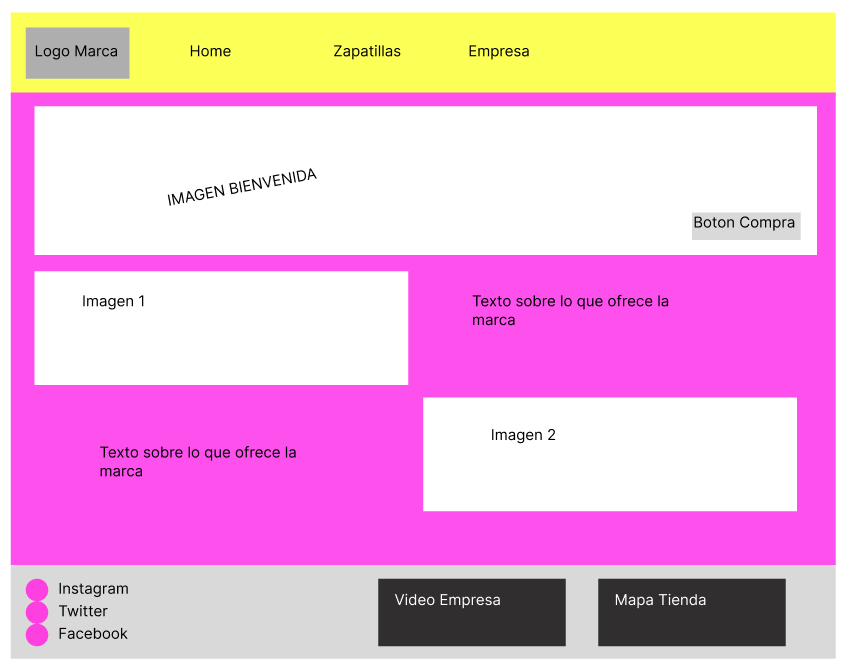 Logo Marca
Home
Zapatillas
Empresa
IMAGEN BIENVENIDA
Boton Compra
Imagen 1
Texto sobre lo que ofrece la
marca
Texto sobre lo que ofrece la
marca
Imagen 2
Instagram
Twitter
Facebook
Video Empresa
Mapa Tienda